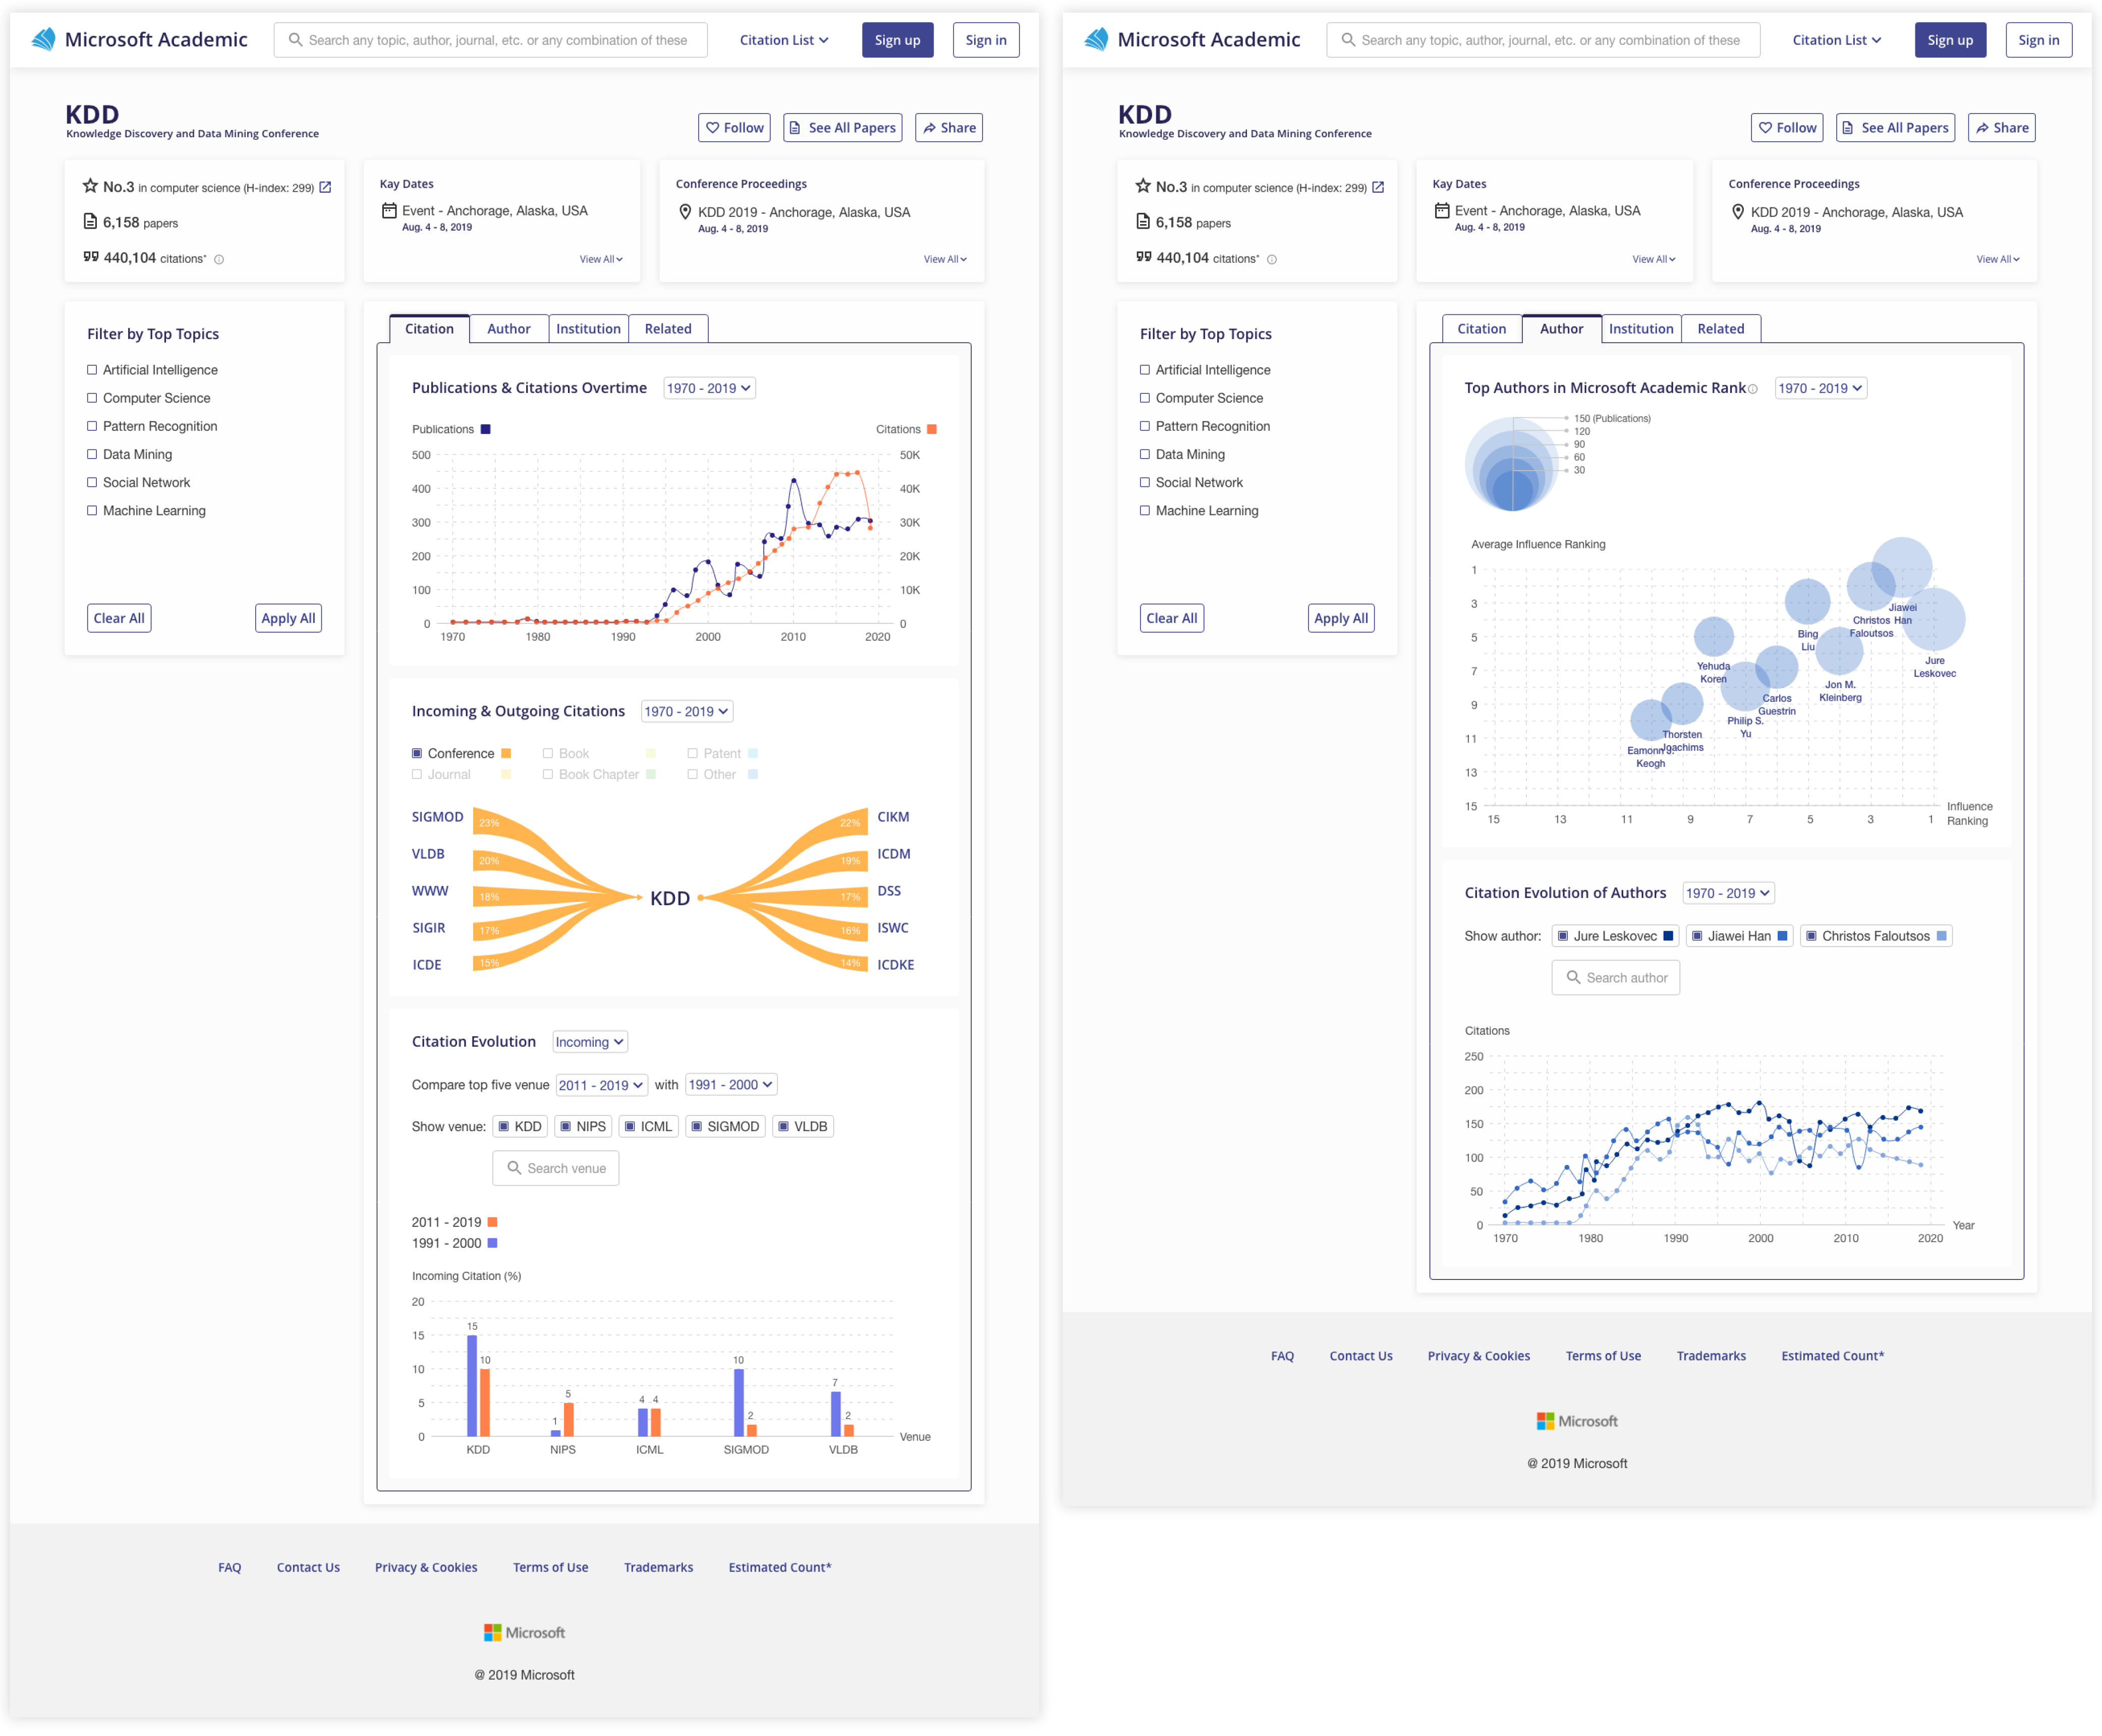 Microsoft Academic
Search any topic, author, journal, etc. or any combination of these
Citation List
Sign up
Sign in
KDD
Knowledge Discovery and Data Mining Conference
Follow
See All Papers
Share
No.3 in computer science (H-index: 299)
6,158 papers
440,104 citations*
Kay Dates
Event - Anchorage, Alaska, USA
Aug. 4 - 8, 2019
View All
Conference Proceedings
KDD 2019 - Anchorage, Alaska, USA
Aug. 4 - 8, 2019
View All
Filter by Top Topics
Artificial Intelligence
Computer Science
Pattern Recognition
Data Mining
Social Network
Machine Learning
Clear All
Apply All
Citation
Author
Institution
Related
Publications & Citations Overtime
1970 - 2019
Publications
Citations
500
50K
400
40K
300
30K
200
20K
100
10K
0
0
1970 1980 1990 2000 2010 2020
Incoming & Outgoing Citations
1970 - 2019
Conference
Book
Patent
Journal
Book Chapter
Other
SIGMOD 23%
VLDB 20%
WWW 18%
SIGIR 17%
ICDE 15%
KDD
22% CIKM
19% ICDM
17% DSS
16% ISWC
14% ICDKE
Citation Evolution
Incoming
Compare top five venue 2011 - 2019 with 1991 - 2000
Show venue: KDD NIPS ICML SIGMOD VLDB
Search venue
2011 - 2019
1991 - 2000
Incoming Citation (%)
20
15
10
5
0
15
10
1
5
4 4
10
2
7
2
KDD NIPS ICML SIGMOD VLDB
Venue
FAQ
Contact Us
Privacy & Cookies
Terms of Use
Trademarks
Estimated Count*
Microsoft
@ 2019 Microsoft
Microsoft Academic
Search any topic, author, journal, etc. or any combination of these
Citation List
Sign up
Sign in
KDD
Knowledge Discovery and Data Mining Conference
Follow
See All Papers
Share
No.3 in computer science (H-index: 299)
6,158 papers
440,104 citations*
Kay Dates
Event - Anchorage, Alaska, USA
Aug. 4 - 8, 2019
View All
Conference Proceedings
KDD 2019 - Anchorage, Alaska, USA
Aug. 4 - 8, 2019
View All
Filter by Top Topics
Artificial Intelligence
Computer Science
Pattern Recognition
Data Mining
Social Network
Machine Learning
Clear All
Apply All
Citation
Author
Institution
Related
Top Authors in Microsoft Academic Rank
1970 - 2019
150 (Publications)
120
90
60
30
Average Influence Ranking
1
3
5
7
9
11
13
15
Jiawei
Han
Christos
Faloutsos
Bing
Liu
Jure
Leskovec
Yehuda
Koren
Jon M.
Kleinberg
Carlos
Guestrin
Philip S.
Yu
Thorsten
Joachims
Eamonn J.
Keogh
15 13 11 9 7 5 3 1
Influence
Ranking
Citation Evolution of Authors
1970 - 2019
Show author: Jure Leskovec Jiawei Han Christos Faloutsos
Search author
Citations
250
200
150
100
50
0
1970 1980 1990 2000 2010 2020
Year
FAQ
Contact Us
Privacy & Cookies
Terms of Use
Trademarks
Estimated Count*
Microsoft
@ 2019 Microsoft